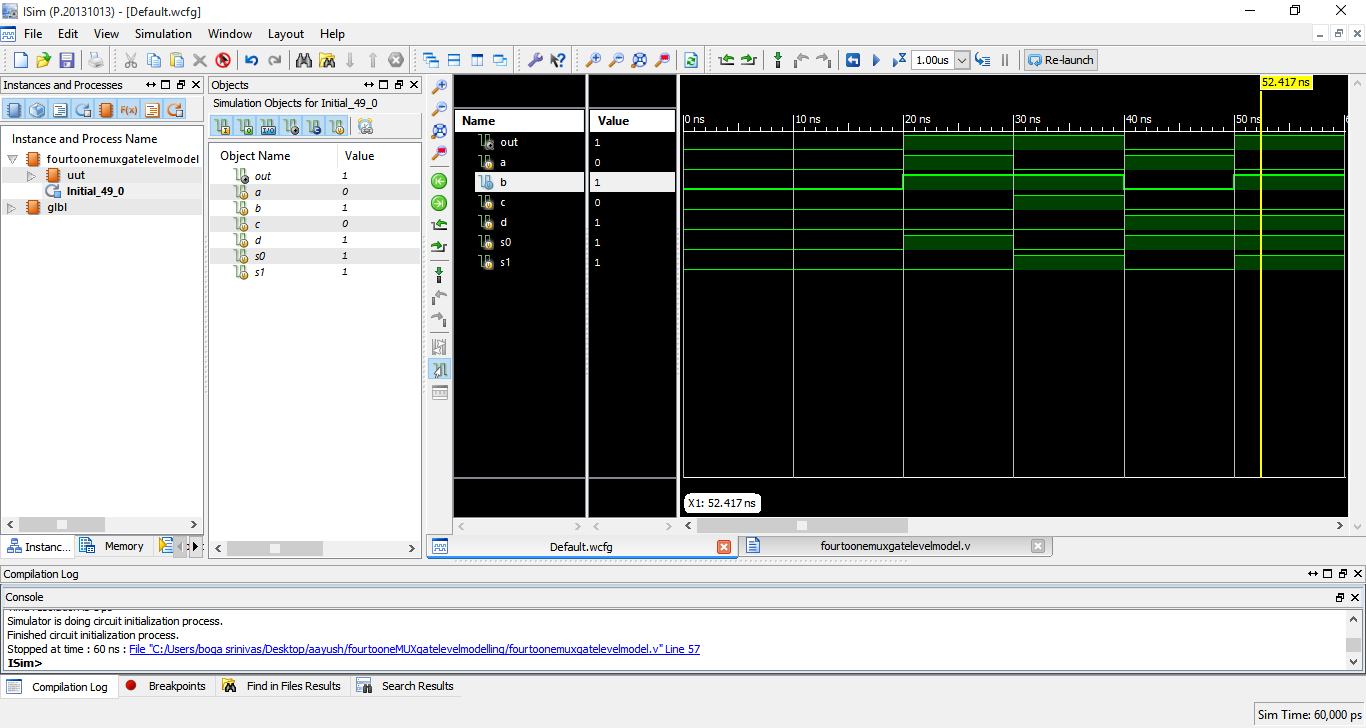 ISim (P.20131013) - [Default.wcfg]
File Edit View Simulation Window Layout Help
1.00us Re-launch
Instances and Processes
Instance and Process Name
fourtoonemuxgatelevelmodel
uut
Initial_49_0
glbl
Instanc... Memory
Objects
Simulation Objects for Initial_49_0
Object Name Value
out 1
a 0
b 1
c 0
d 1
s0 1
s1 1
Name Value
out 1
a 0
b 1
c 0
d 1
s0 1
s1 1
52.417 ns
0 ns 10 ns 20 ns 30 ns 40 ns 50 ns
X1: 52.417 ns
Default.wcfg fourtoonemuxgatelevelmodel.v
Compilation Log
Console
Simulator is doing circuit initialization process.
Finished circuit initialization process.
Stopped at time : 60 ns : File "C:/Users/boga srinivas/Desktop/aayush/fourtooneMUXgatelevelmodelling/fourtoonemuxgatelevelmodel.v" Line 57
ISim>
Compilation Log Breakpoints Find in Files Results Search Results
Sim Time: 60,000 ps